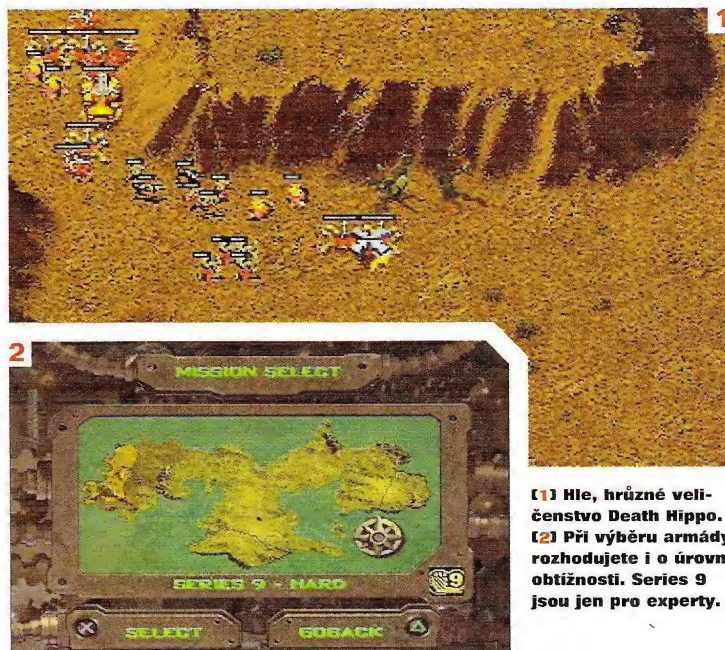 1
2
MISSION SELECT
SERIES 9 - HARD
9
SELECT
GOBACK
[1] Hle, hrůzné veli-
čenstvo Death Hippo.
[2] Při výběru armády
rozhodujete i o úrovn
obtížnosti. Series 9
jsou jen pro experty.